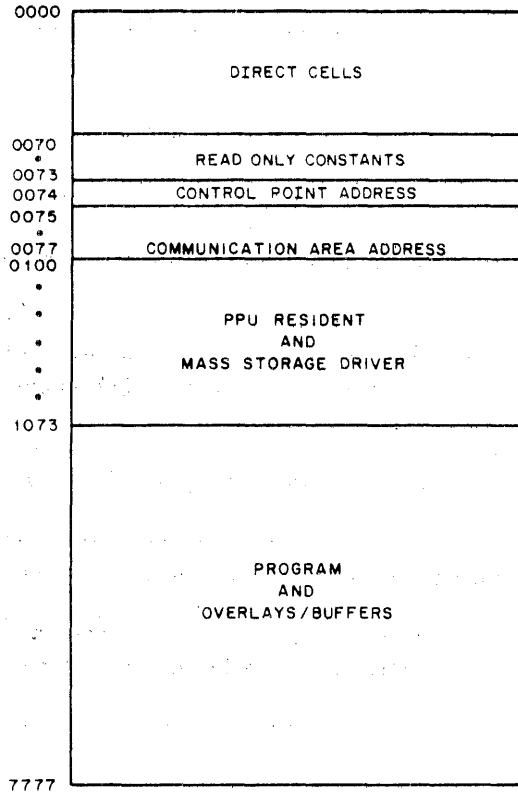 0000
DIRECT CELLS
0070
READ ONLY CONSTANTS
0073
0074 CONTROL POINT ADDRESS
0075
0077 COMMUNICATION AREA ADDRESS
0100
PPU RESIDENT
AND
MASS STORAGE DRIVER
1073
PROGRAM
AND
OVERLAYS/BUFFERS
7777